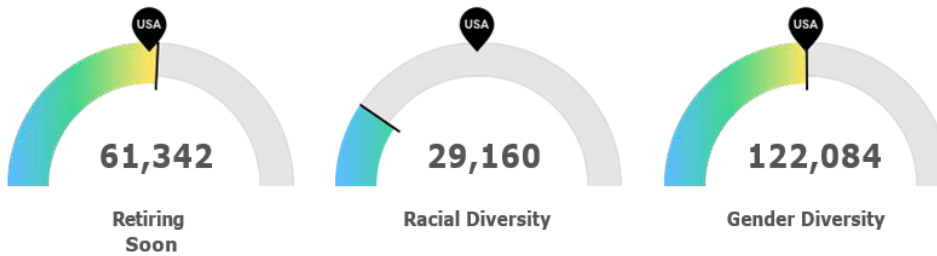 USA
USA
USA
61,342
29,160
122,084
Retiring
Soon
Racial Diversity
Gender Diversity